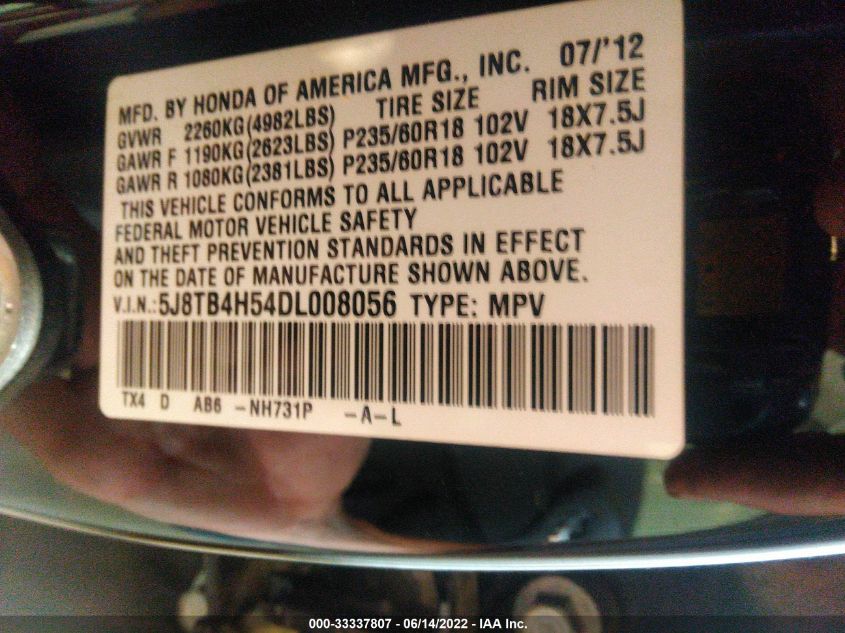 MFD. BY HONDA OF AMERICA MFG., INC. 07/'12
GVWR 2260KG(4982LBS) TIRE SIZE RIM SIZE
GAWR F 1190KG(2623LBS) P235/60R18 102V 18X7.5J
GAWR R 1080KG(2381LBS) P235/60R18 102V 18X7.5J
THIS VEHICLE CONFORMS TO ALL APPLICABLE
FEDERAL MOTOR VEHICLE SAFETY
AND THEFT PREVENTION STANDARDS IN EFFECT
ON THE DATE OF MANUFACTURE SHOWN ABOVE.
V.I.N.:5J8TB4H54DL008056 TYPE: MPV
TX4 D AB6 -NH731P -A-L
000-33337807 - 06/14/2022 - IAA Inc.